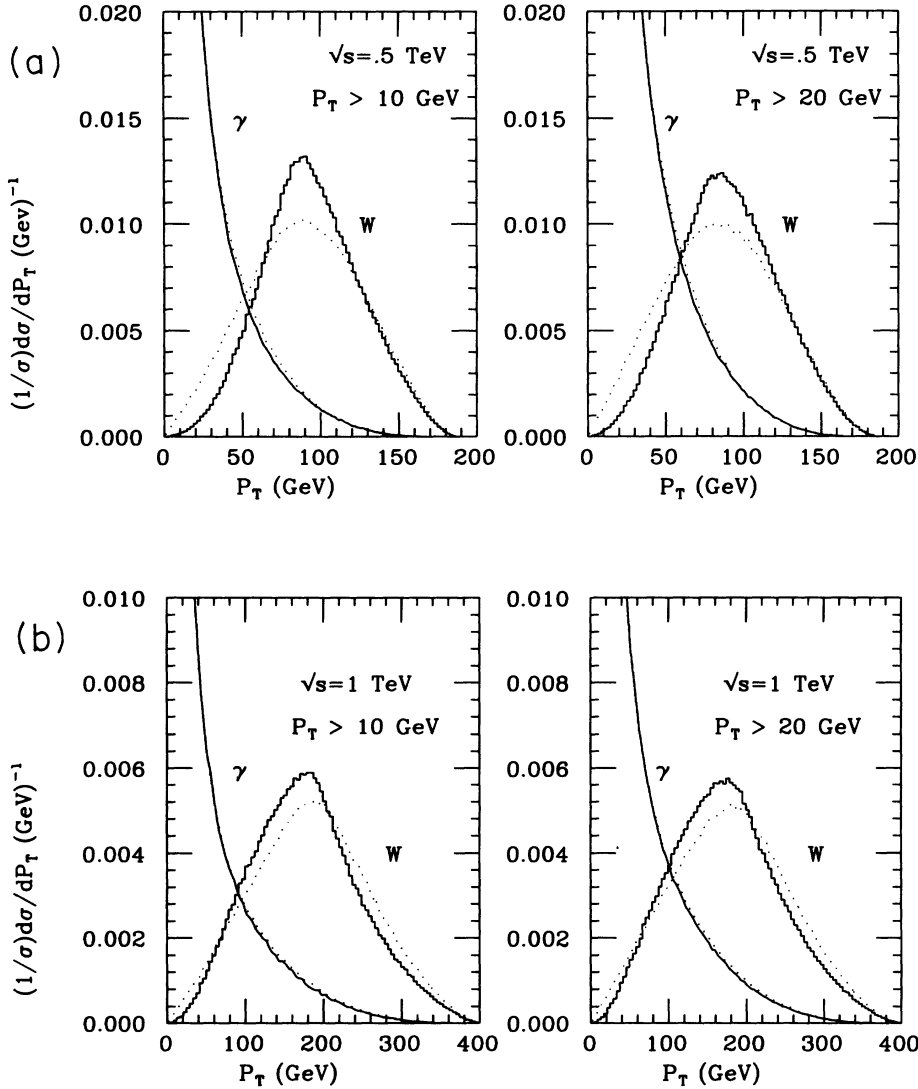 (a)
(1/σ)dσ/dP_T (Gev)⁻¹
0.020
0.015
0.010
0.005
0.000
√s=.5 TeV
P_T > 10 GeV
γ
W
0 50 100 150 200
P_T (GeV)
0.020
0.015
0.010
0.005
0.000
√s=.5 TeV
P_T > 20 GeV
γ
W
0 50 100 150 200
P_T (GeV)
(b)
(1/σ)dσ/dP_T (GeV)⁻¹
0.010
0.008
0.006
0.004
0.002
0.000
√s=1 TeV
P_T > 10 GeV
γ
W
0 100 200 300 400
P_T (GeV)
0.010
0.008
0.006
0.004
0.002
0.000
√s=1 TeV
P_T > 20 GeV
γ
W
0 100 200 300 400
P_T (GeV)